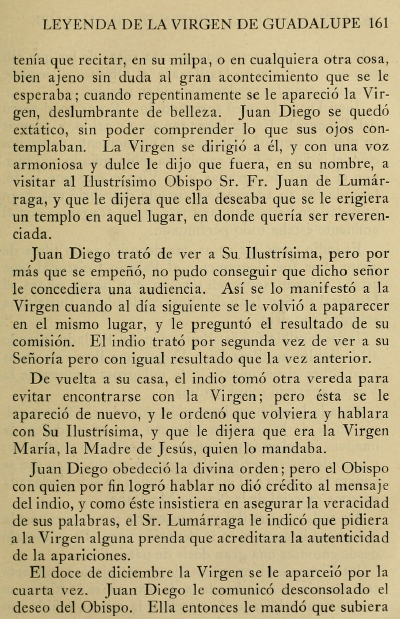 LEYENDA DE LA VIRGEN DE GUADALUPE 161
tenía que recitar, en su milpa, o en cualquiera otra cosa,
bien ajeno sin duda al gran acontecimiento que se le
esperaba; cuando repentinamente se le apareció la Vir-
gen, deslumbrante de belleza. Juan Diego se quedó
extático, sin poder comprender lo que sus ojos con-
templaban. La Virgen se dirigió a él, y con una voz
armoniosa y dulce le dijo que fuera, en su nombre, a
visitar al Ilustrísimo Obispo Sr. Fr. Juan de Lumár-
raga, y que le dijera que ella deseaba que se le erigiera
un templo en aquel lugar, en donde quería ser reveren-
ciada.
Juan Diego trató de ver a Su Ilustrísima, pero por
más que se empeñó, no pudo conseguir que dicho señor
le concediera una audiencia. Así se lo manifestó a la
Virgen cuando al día siguiente se le volvió a paparecer
en el mismo lugar, y le preguntó el resultado de su
comisión. El indio trató por segunda vez de ver a su
Señoría pero con igual resultado que la vez anterior.
De vuelta a su casa, el indio tomó otra vereda para
evitar encontrarse con la Virgen; pero ésta se le
apareció de nuevo, y le ordenó que volviera y hablara
con Su Ilustrísima, y que le dijera que era la Virgen
María, la Madre de Jesús, quien lo mandaba.
Juan Diego obedeció la divina orden; pero el Obispo
con quien por fin logró hablar no dió crédito al mensaje
del indio, y como éste insistiera en asegurar la veracidad
de sus palabras, el Sr. Lumárraga le indicó que pidiera
a la Virgen alguna prenda que acreditara la autenticidad
de la apariciones.
El doce de diciembre la Virgen se le aparceió por la
cuarta vez. Juan Diego le comunicó desconsolado el
deseo del Obispo. Ella entonces le mandó que subiera